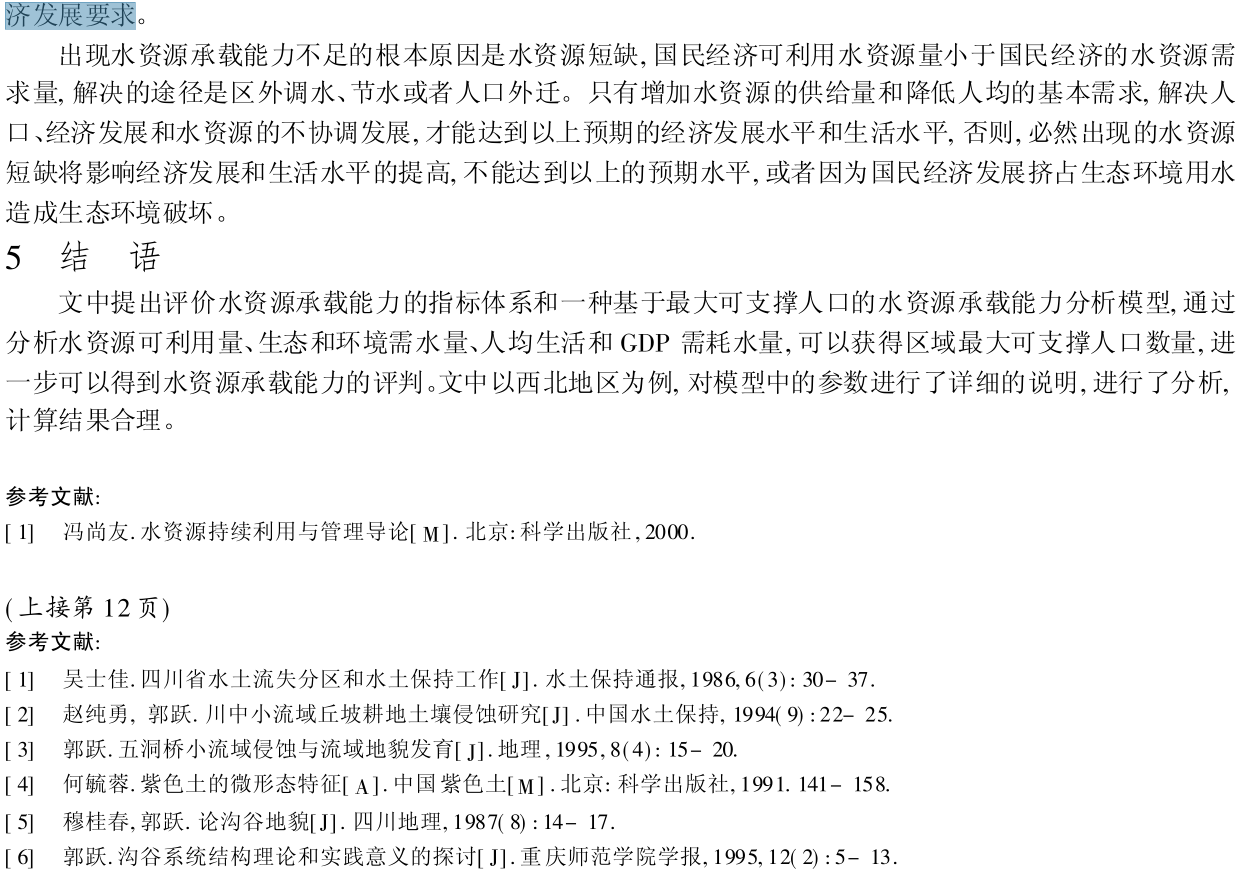 济发展要求。
出现水资源承载能力不足的根本原因是水资源短缺,国民经济可利用水资源量小于国民经济的水资源需
求量,解决的途径是区外调水、节水或者人口外迁。只有增加水资源的供给量和降低人均的基本需求,解决人
口、经济发展和水资源的不协调发展,才能达到以上预期的经济发展水平和生活水平,否则,必然出现的水资源
短缺将影响经济发展和生活水平的提高,不能达到以上的预期水平,或者因为国民经济发展挤占生态环境用水
造成生态环境破坏。
5 结 语
文中提出评价水资源承载能力的指标体系和一种基于最大可支撑人口的水资源承载能力分析模型,通过
分析水资源可利用量、生态和环境需水量、人均生活和 GDP 需耗水量,可以获得区域最大可支撑人口数量,进
一步可以得到水资源承载能力的评判。文中以西北地区为例,对模型中的参数进行了详细的说明,进行了分析,
计算结果合理。
参考文献:
[1] 冯尚友.水资源持续利用与管理导论[M].北京:科学出版社,2000.
(上接第 12 页)
参考文献:
[1] 吴士佳.四川省水土流失分区和水土保持工作[J].水土保持通报,1986,6(3):30-37.
[2] 赵纯勇,郭跃.川中小流域丘坡耕地土壤侵蚀研究[J].中国水土保持,1994(9):22-25.
[3] 郭跃.五洞桥小流域侵蚀与流域地貌发育[J].地理,1995,8(4):15-20.
[4] 何毓蓉.紫色土的微形态特征[A].中国紫色土[M].北京:科学出版社,1991.141-158.
[5] 穆桂春,郭跃.论沟谷地貌[J].四川地理,1987(8):14-17.
[6] 郭跃.沟谷系统结构理论和实践意义的探讨[J].重庆师范学院学报,1995,12(2):5-13.